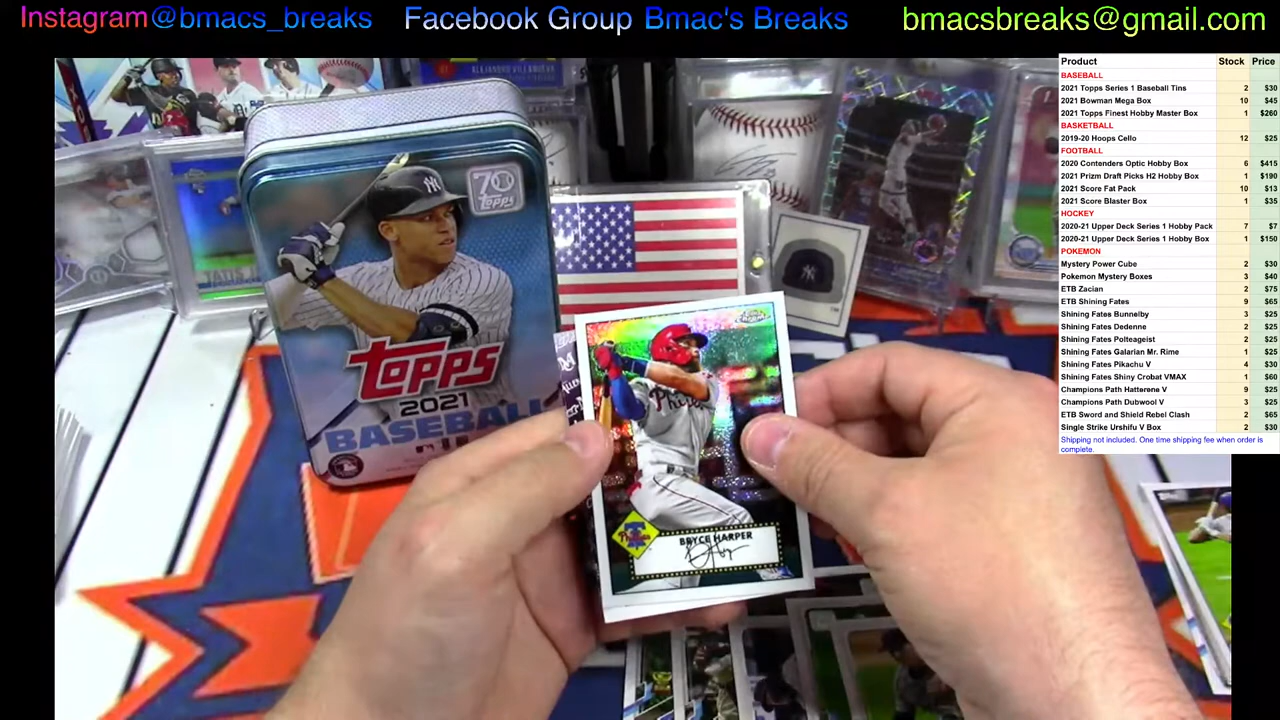 Instagram@bmacs_breaks Facebook Group Bmac's Breaks bmacsbreaks@gmail.com
Product Stock Price
BASEBALL
2021 Topps Series 1 Baseball Tins 2 $30
2021 Bowman Mega Box 10 $45
2021 Topps Finest Hobby Master Box 1 $260
BASKETBALL
2019-20 Hoops Cello 12 $25
FOOTBALL
2020 Contenders Optic Hobby Box 6 $415
2021 Prizm Draft Picks H2 Hobby Box 1 $190
2021 Score Fat Pack 10 $13
2021 Score Blaster Box 1 $35
HOCKEY
2020-21 Upper Deck Series 1 Hobby Pack 7 $7
2020-21 Upper Deck Series 1 Hobby Box 1 $150
POKEMON
Mystery Power Cube 2 $30
Pokemon Mystery Boxes 3 $40
ETB Zacian 2 $75
ETB Shining Fates 9 $65
Shining Fates Bunnelby 3 $25
Shining Fates Dedenne 2 $25
Shining Fates Polteageist 2 $25
Shining Fates Galarian Mr. Rime 1 $25
Shining Fates Pikachu V 4 $30
Shining Fates Shiny Crobat VMAX 1 $60
Champions Path Hatterene V 9 $25
Champions Path Dubwool V 3 $25
ETB Sword and Shield Rebel Clash 2 $65
Single Strike Urshifu V Box 2 $30
Shipping not included. One time shipping fee when order is
complete.
70
Topps
Topps
2021
BASEBALL
Phillies
BRYCE HARPER